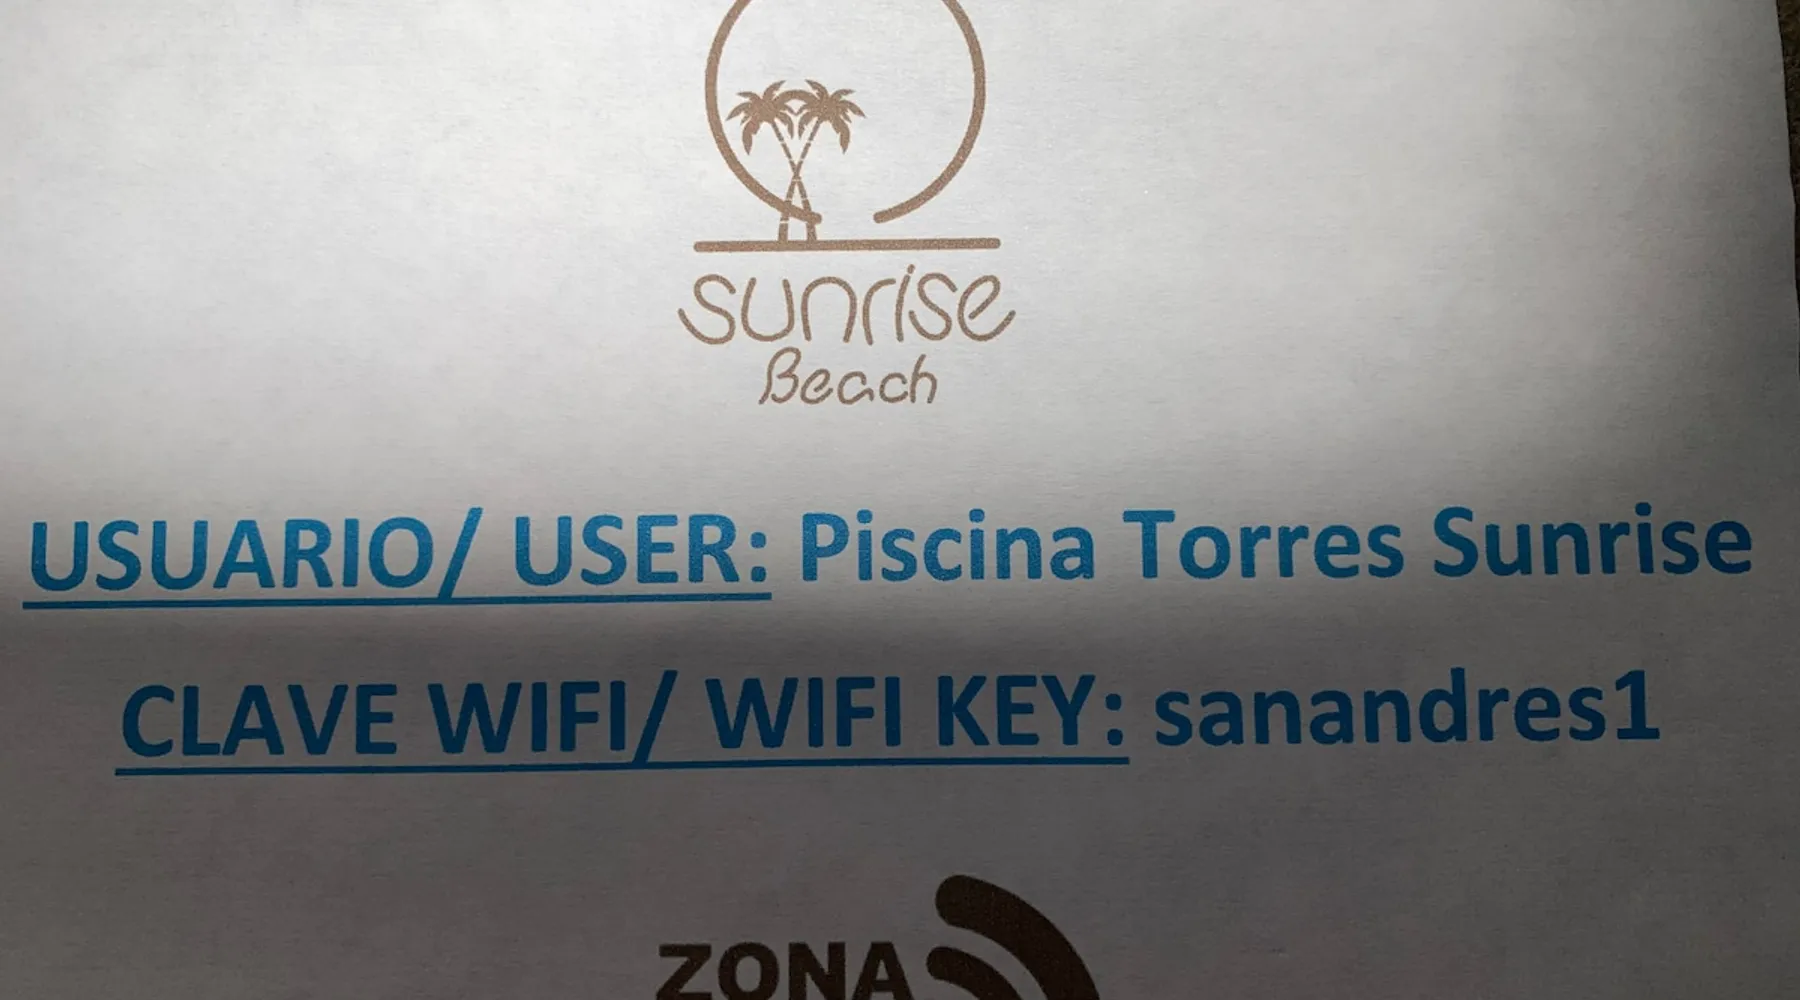 sunrise
Beach
USUARIO/ USER: Piscina Torres Sunrise
CLAVE WIFI/ WIFI KEY: sanandres1
ZONA